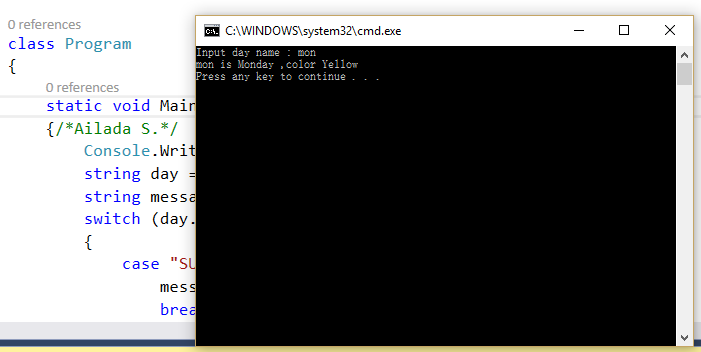 0 references
class Program
{
0 references
static void Main
{/*Ailada S.*/
Console.Writ
string day =
string messa
switch (day.
{
case "SU
mess
brea
C:\WINDOWS\system32\cmd.exe
Input day name : mon
mon is Monday ,color Yellow
Press any key to continue . . .